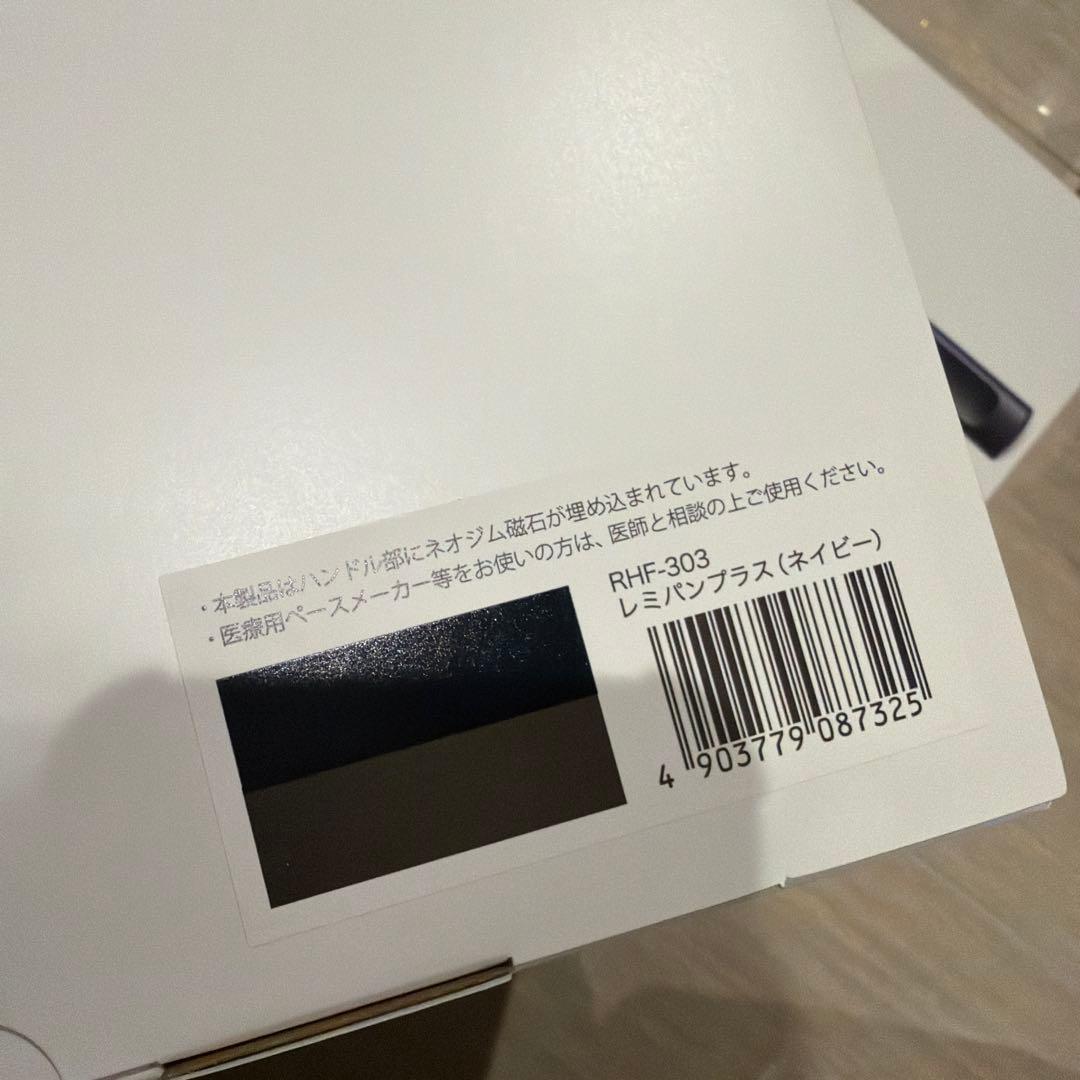 ・本製品はハンドル部にネオジム磁石が埋め込まれています。
・医療用ペースメーカー等をお使いの方は、医師と相談の上ご使用ください。
RHF-303
レミパンプラス(ネイビー)
4 903779 087325